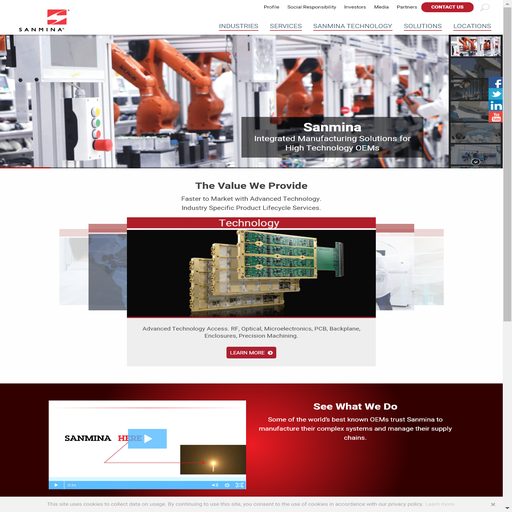 Profile Social Responsibility Investors Media Partners CONTACT US
SANMINA
INDUSTRIES SERVICES SANMINA TECHNOLOGY SOLUTIONS LOCATIONS
Sanmina
Integrated Manufacturing Solutions for
High Technology OEMs
You
Tube
The Value We Provide
Faster to Market with Advanced Technology.
Industry Specific Product Lifecycle Services.
Technology
Advanced Technology Access. RF, Optical, Microelectronics, PCB, Backplane,
Enclosures, Precision Machining.
LEARN MORE
See What We Do
Some of the world's best known OEMs trust Sanmina to
manufacture their complex systems and manage their supply
chains.
SANMINA HERE
This site uses cookies to collect data on usage. By continuing to use this site, you consent to the use of cookies in accordance with our privacy policy. Learn more